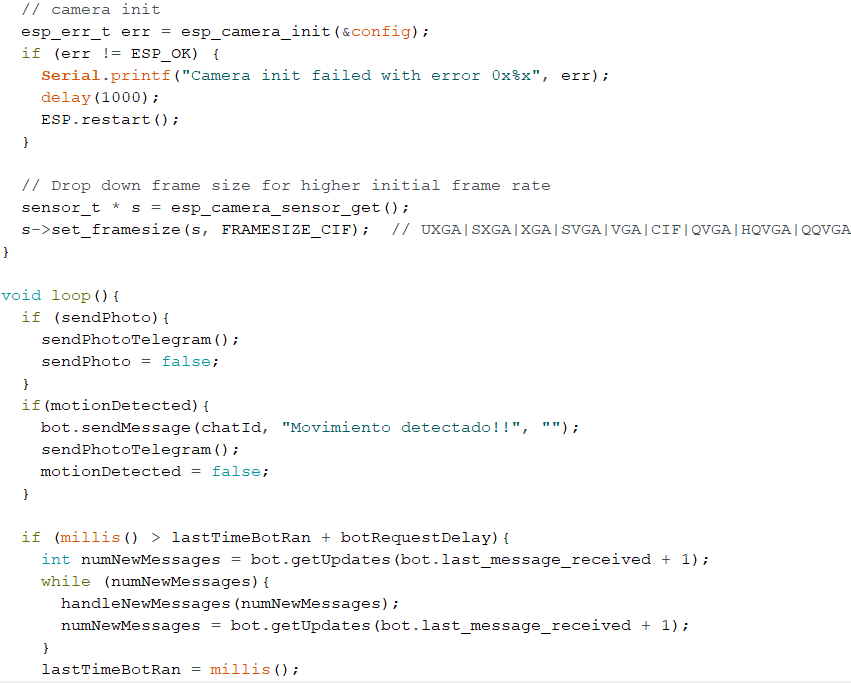 // camera init
esp_err_t err = esp_camera_init(&config);
if (err != ESP_OK) {
Serial.printf("Camera init failed with error 0x%x", err);
delay(1000);
ESP.restart();
}
// Drop down frame size for higher initial frame rate
sensor_t * s = esp_camera_sensor_get();
s->set_framesize(s, FRAMESIZE_CIF);  // UXGA|SXGA|XGA|SVGA|VGA|CIF|QVGA|HQVGA|QQVGA
}
void loop(){
if (sendPhoto){
sendPhotoTelegram();
sendPhoto = false;
}
if(motionDetected){
bot.sendMessage(chatId, "Movimiento detectado!!", "");
sendPhotoTelegram();
motionDetected = false;
}
if (millis() > lastTimeBotRan + botRequestDelay){
int numNewMessages = bot.getUpdates(bot.last_message_received + 1);
while (numNewMessages){
handleNewMessages(numNewMessages);
numNewMessages = bot.getUpdates(bot.last_message_received + 1);
}
lastTimeBotRan = millis();